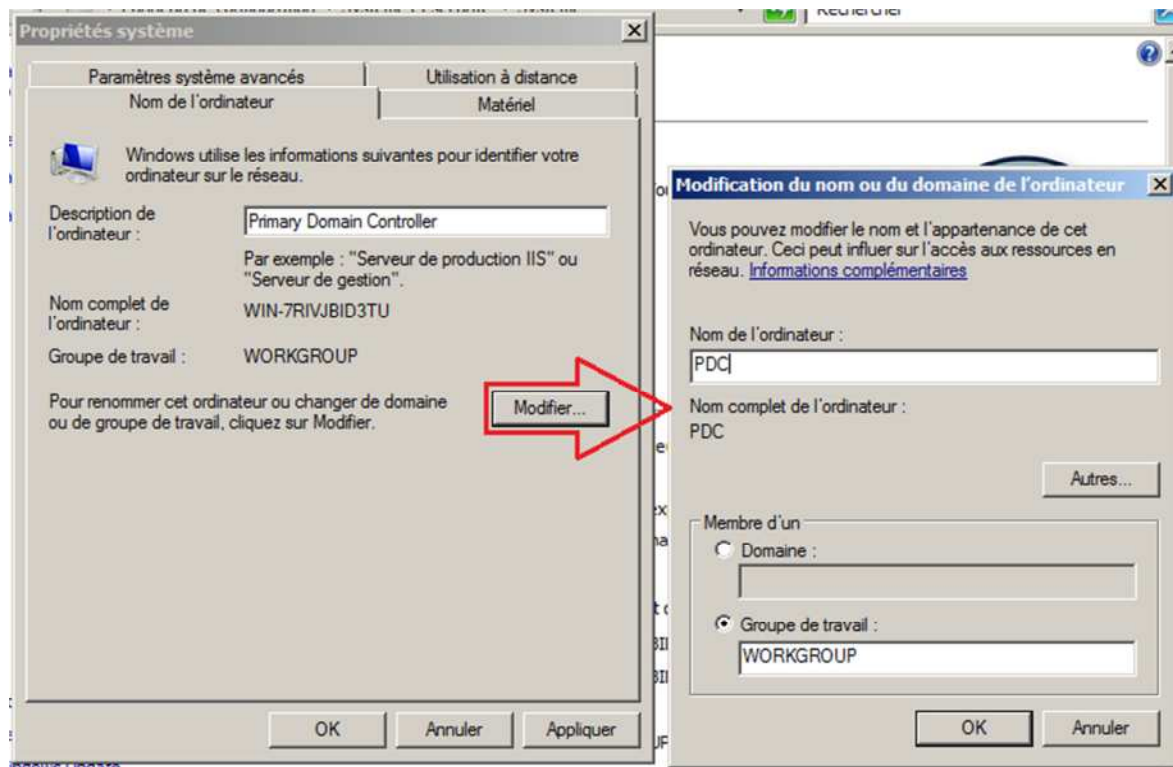 Rechercher
Propriétés système
Paramètres système avancés
Utilisation à distance
Nom de l'ordinateur
Matériel
Windows utilise les informations suivantes pour identifier votre
ordinateur sur le réseau.
Description de
l'ordinateur :
Primary Domain Controller
Par exemple : "Serveur de production IIS" ou
"Serveur de gestion".
Nom complet de
l'ordinateur :
WIN-7RIVJBID3TU
Groupe de travail :
WORKGROUP
Pour renommer cet ordinateur ou changer de domaine
ou de groupe de travail, cliquez sur Modifier.
Modifier...
OK
Annuler
Appliquer
Modification du nom ou du domaine de l'ordinateur
Vous pouvez modifier le nom et l'appartenance de cet
ordinateur. Ceci peut influer sur l'accès aux ressources en
réseau. Informations complémentaires
Nom de l'ordinateur :
PDC
Nom complet de l'ordinateur :
PDC
Autres...
Membre d'un
Domaine :
Groupe de travail :
WORKGROUP
OK
Annuler